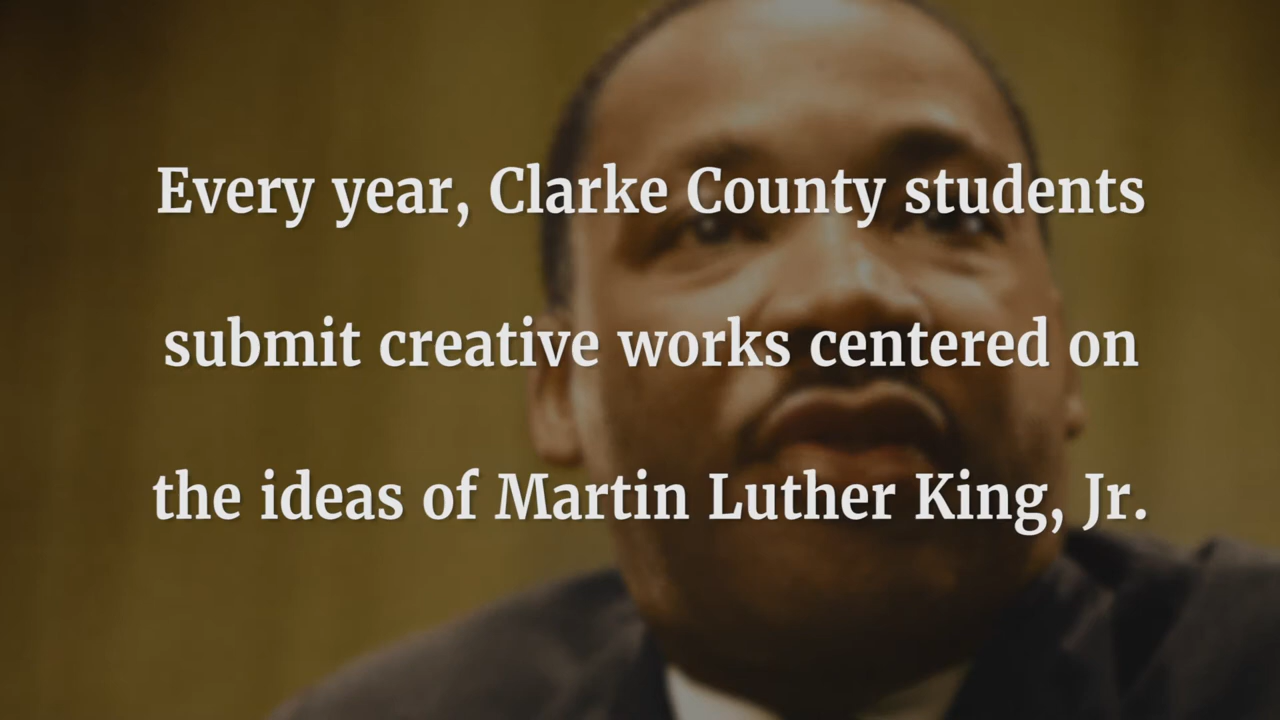 Every year, Clarke County students
submit creative works centered on
the ideas of Martin Luther King, Jr.